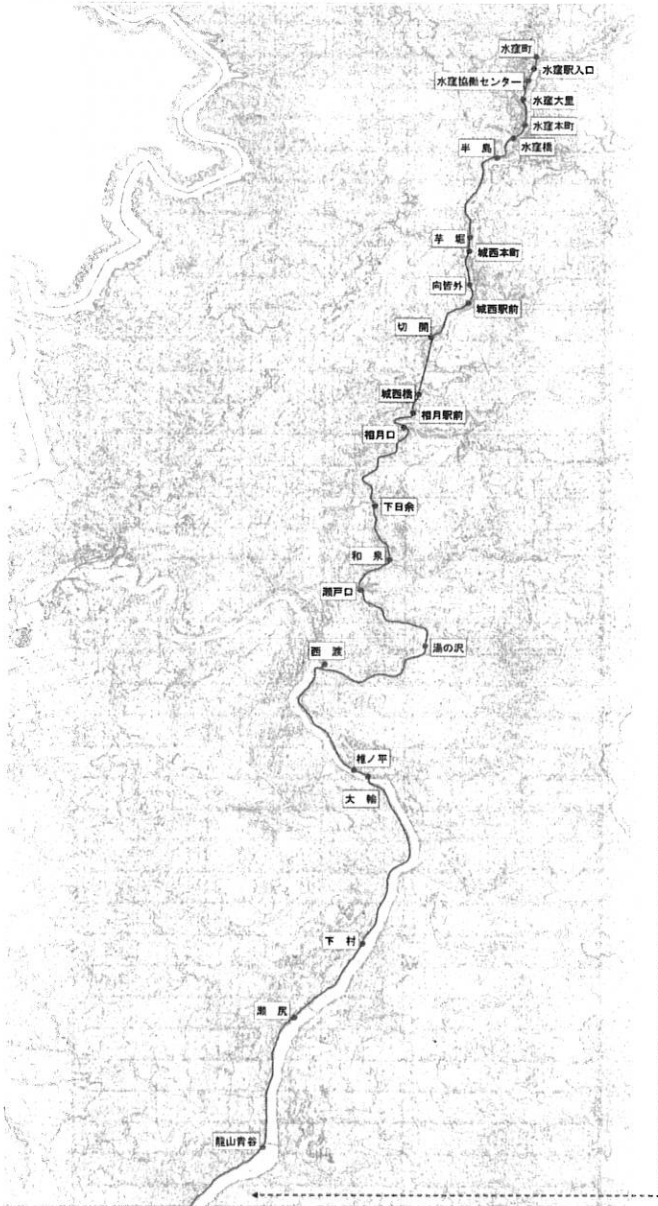 水窪町
水窪駅入口
水窪協働センター
水窪大里
水窪本町
水窪橋
半島
芋堀
城西本町
向皆外
城西駅前
切開
城西橋
相月駅前
相月口
下日余
和泉
瀬戸口
湯の沢
西渡
椎ノ平
大輪
下村
瀬尻
龍山青谷